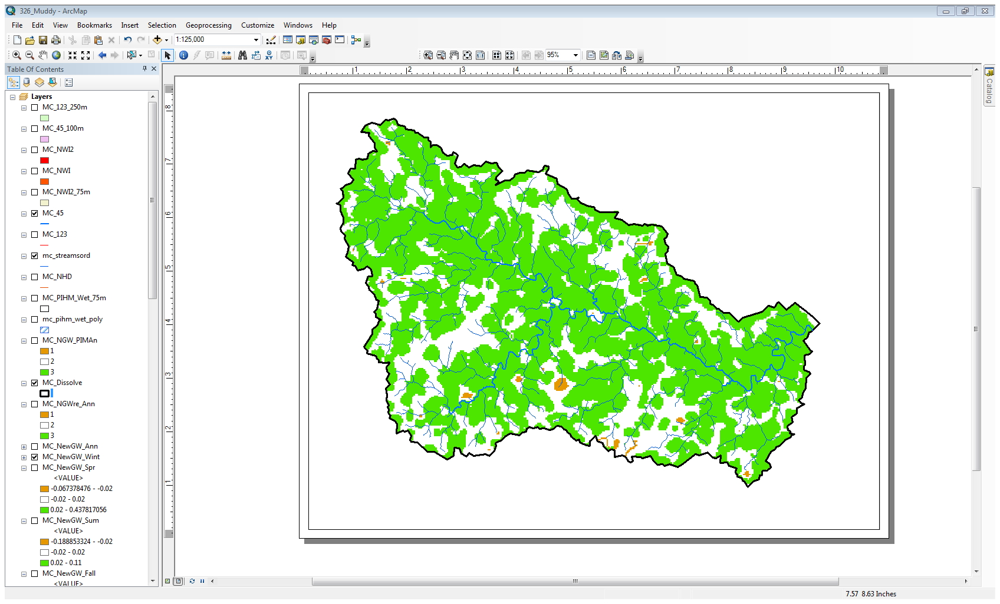 326_Muddy - ArcMap
File Edit View Bookmarks Insert Selection Geoprocessing Customize Windows Help
1:125,000
95%
Table Of Contents
Layers
MC_123_250m
MC_45_100m
MC_NWI2
MC_NWI
MC_NWI2_75m
MC_45
MC_123
mc_streamsord
MC_NHD
MC_PIHM_Wet_75m
mc_pihm_wet_poly
MC_NGW_PIMAn
1
2
3
MC_Dissolve
MC_NGWre_Ann
1
2
3
MC_NewGW_Ann
MC_NewGW_Wint
MC_NewGW_Spr
<VALUE>
-0.067378476 - -0.02
-0.02 - 0.02
0.02 - 0.437817056
MC_NewGW_Sum
<VALUE>
-0.188853324 - -0.02
-0.02 - 0.02
0.02 - 0.11
MC_NewGW_Fall
<VALUE>
1 2 3 4 5 6 7 8 9 10
8
7
6
5
4
3
2
1
Catalog
7.57 8.63 Inches